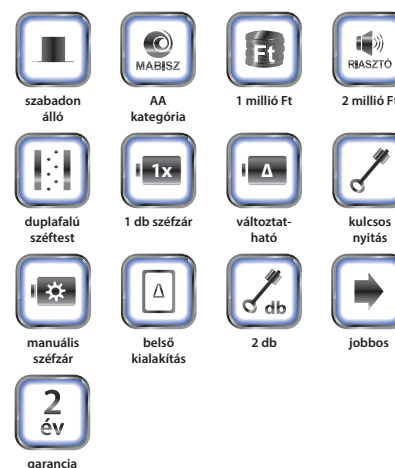 MABISZ
Ft
RIASZTÓ
szabadon
álló
AA
kategória
1 millió Ft
2 millió Ft
1x
Δ
duplafalú
széftest
1 db széfzár
változtat-
ható
kulcsos
nyitás
Δ
db
manuális
széfzár
belső
kialakítás
2 db
jobbos
2
év
garancia